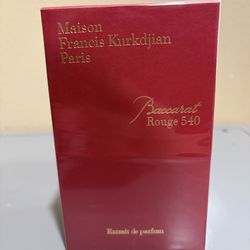 Maison
Francis Kurkdjian
Paris
Baccarat
Rouge 540
Extrait de parfum